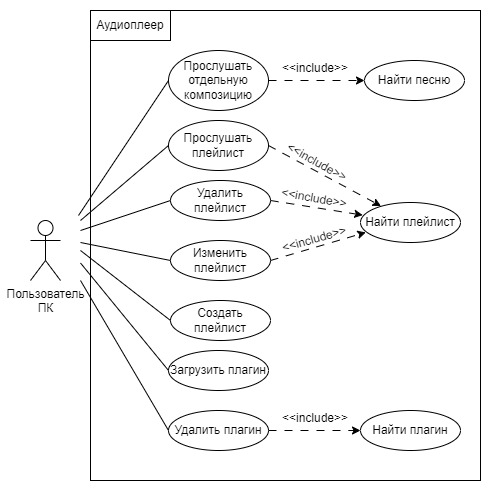 Аудиоплеер
Прослушать
отдельную
композицию
<<include>>
Найти песню
Прослушать
плейлист
<<include>>
Удалить
плейлист
<<include>>
Найти плейлист
Изменить
плейлист
<<include>>
Пользователь
ПК
Создать
плейлист
Загрузить плагин
Удалить плагин
<<include>>
Найти плагин